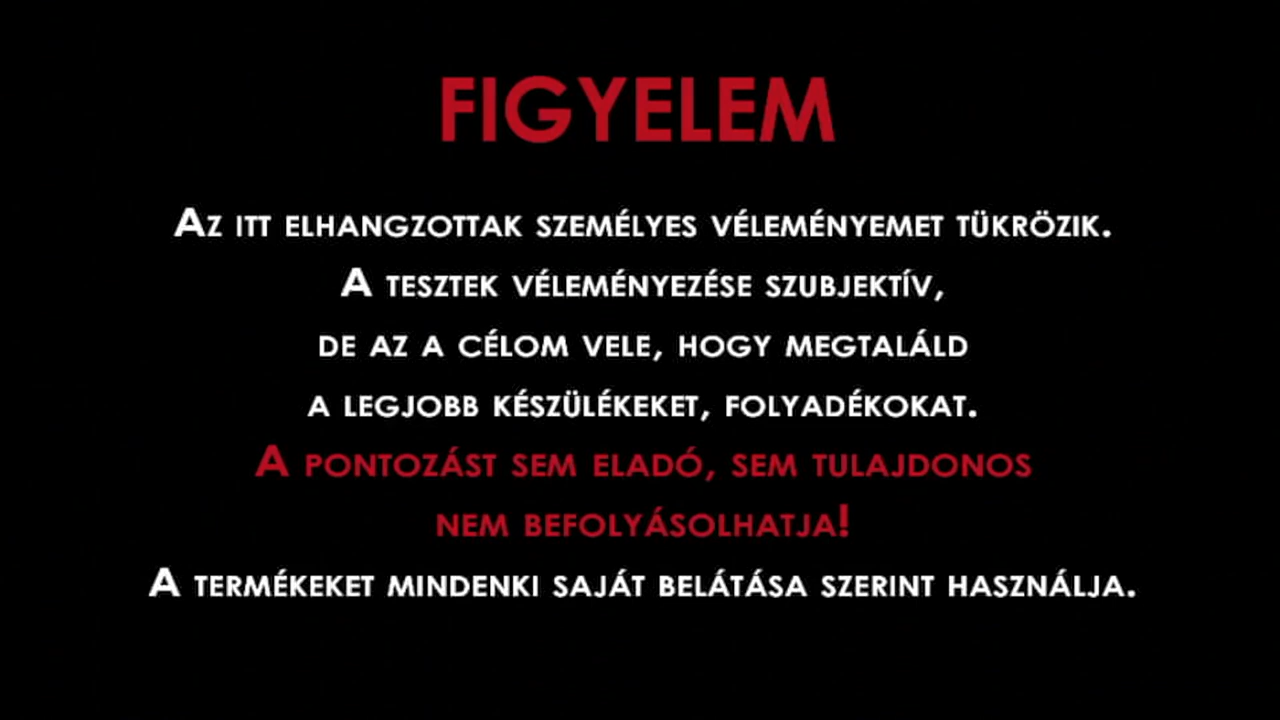 FIGYELEM
Az itt elhangzottak személyes véleményemet tükrözik.
A tesztek véleményezése szubjektív,
de az a célom vele, hogy megtaláld
a legjobb készülékeket, folyadékokat.
A pontozást sem eladó, sem tulajdonos
nem befolyásolhatja!
A termékeket mindenki saját belátása szerint használja.